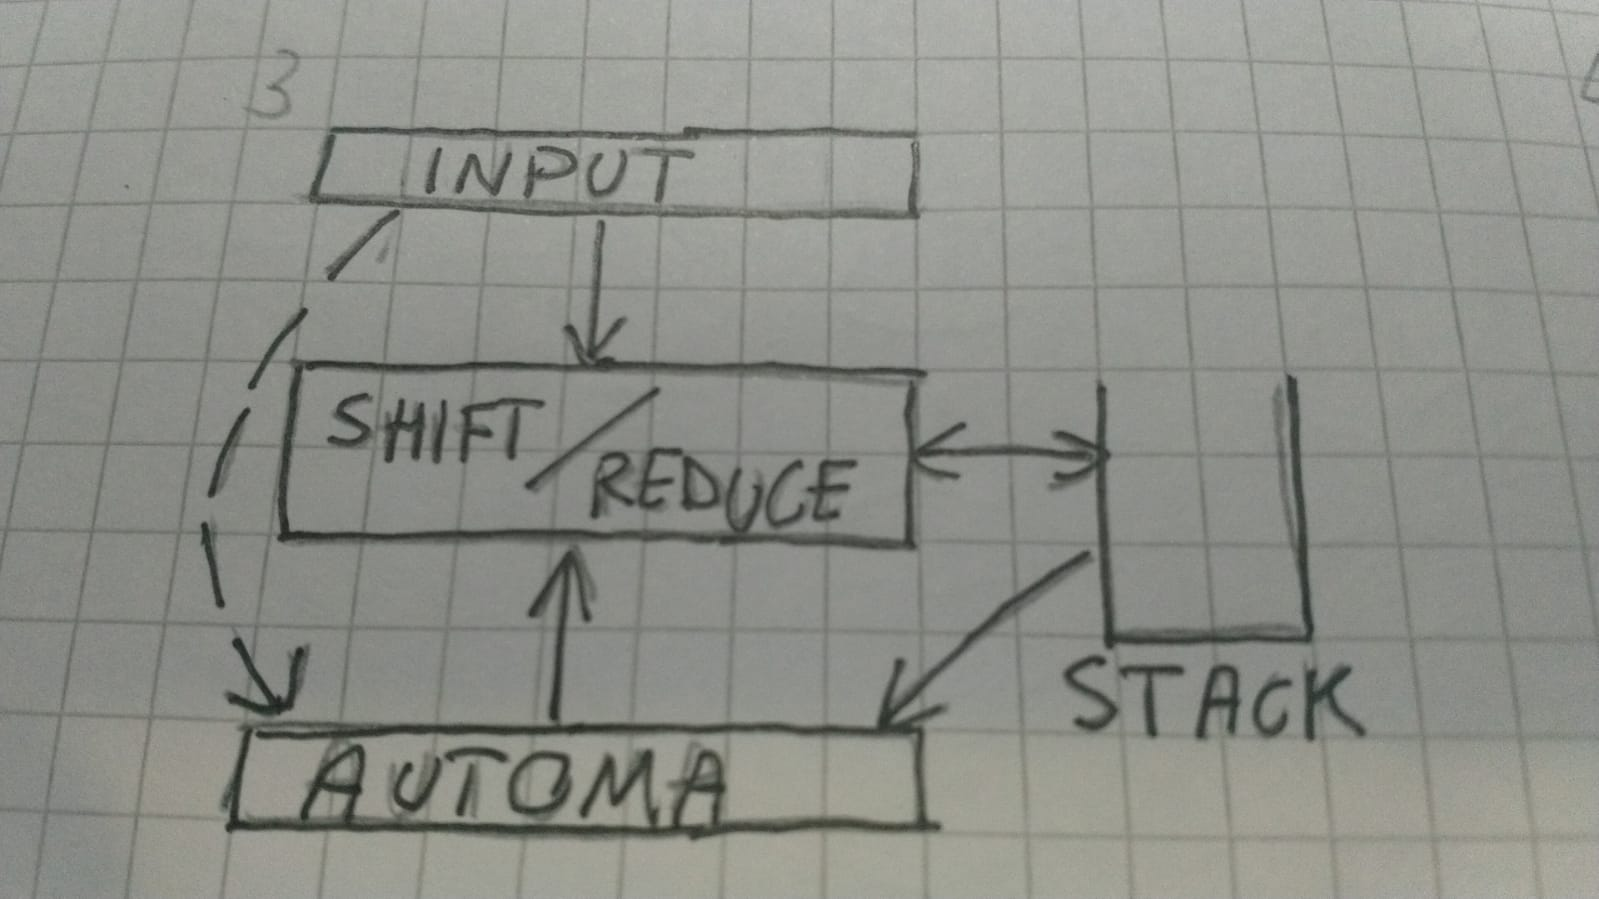 3
INPUT
SHIFT/
REDUCE
STACK
AUTOMA